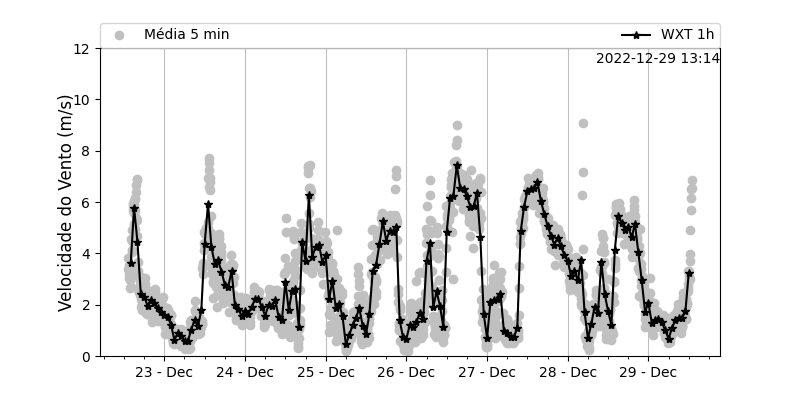 Média 5 min
WXT 1h
2022-12-29 13:14
Velocidade do Vento (m/s)
12
10
8
6
4
2
0
23 - Dec 24 - Dec 25 - Dec 26 - Dec 27 - Dec 28 - Dec 29 - Dec